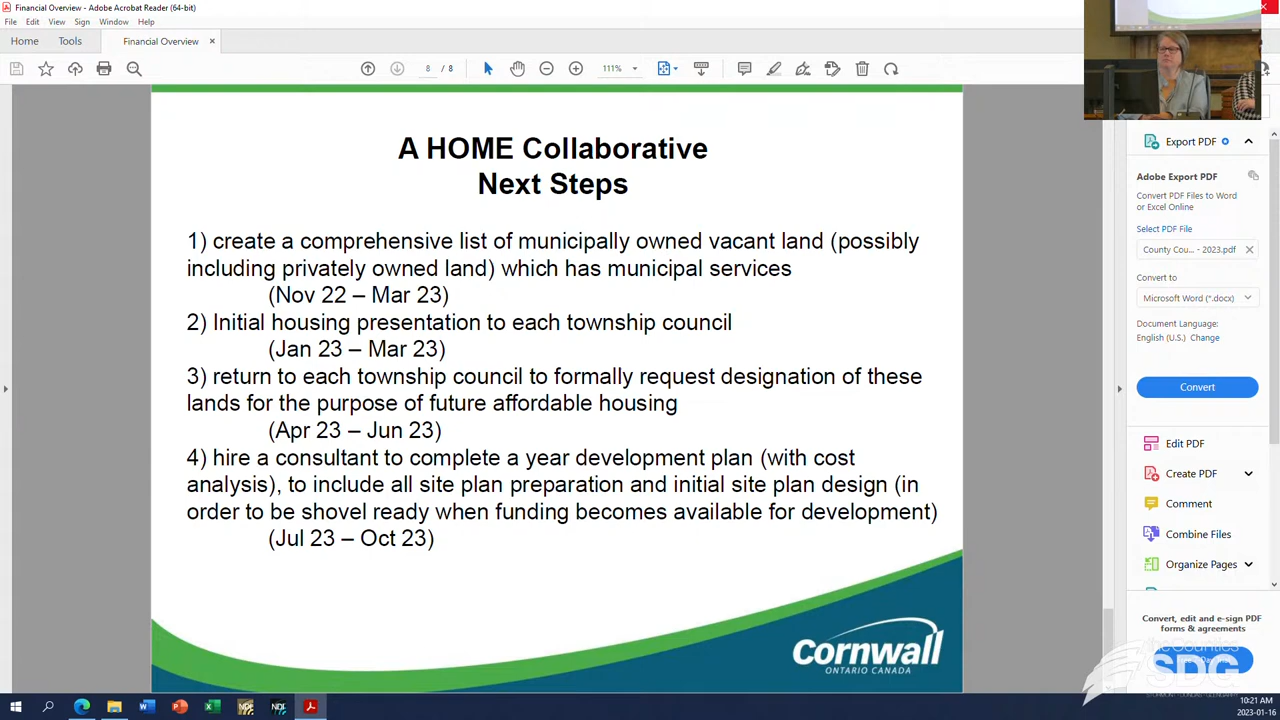 Financial Overview - Adobe Acrobat Reader (64-bit)
File Edit View Sign Window Help
Home Tools Financial Overview ×
8 / 8 111%
A HOME Collaborative
Next Steps
1) create a comprehensive list of municipally owned vacant land (possibly
including privately owned land) which has municipal services
(Nov 22 – Mar 23)
2) Initial housing presentation to each township council
(Jan 23 – Mar 23)
3) return to each township council to formally request designation of these
lands for the purpose of future affordable housing
(Apr 23 – Jun 23)
4) hire a consultant to complete a year development plan (with cost
analysis), to include all site plan preparation and initial site plan design (in
order to be shovel ready when funding becomes available for development)
(Jul 23 – Oct 23)
Cornwall
ONTARIO CANADA
Export PDF
Adobe Export PDF
Convert PDF Files to Word
or Excel Online
Select PDF File
County Cou... - 2023.pdf
Convert to
Microsoft Word (*.docx)
Document Language:
English (U.S.) Change
Convert
Edit PDF
Create PDF
Comment
Combine Files
Organize Pages
Convert, edit and e-sign PDF
forms & agreements
the Counties
SDG
10:21 AM
2023-01-16